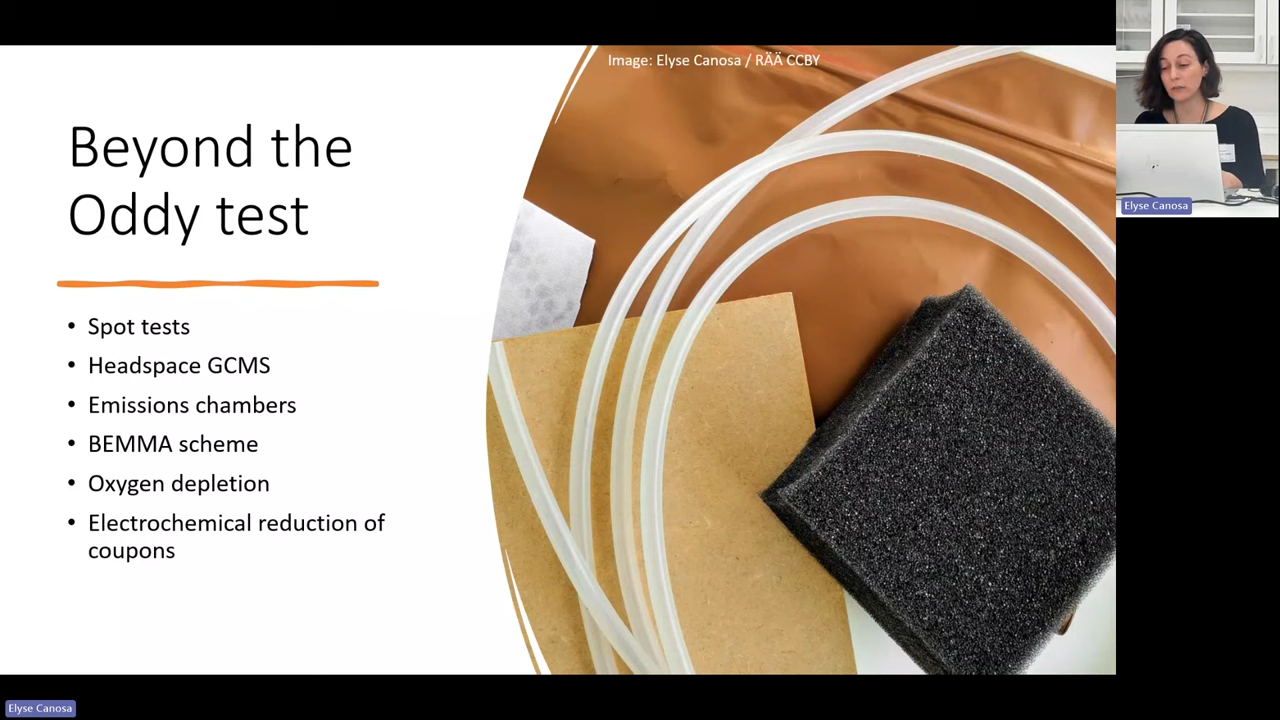 Image: Elyse Canosa / RÄÄ CCBY
Beyond the
Oddy test
• Spot tests
• Headspace GCMS
• Emissions chambers
• BEMMA scheme
• Oxygen depletion
• Electrochemical reduction of
coupons
Elyse Canosa
Elyse Canosa